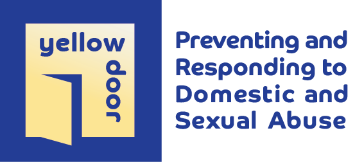 yellow
door
Preventing and
Responding to
Domestic and
Sexual Abuse